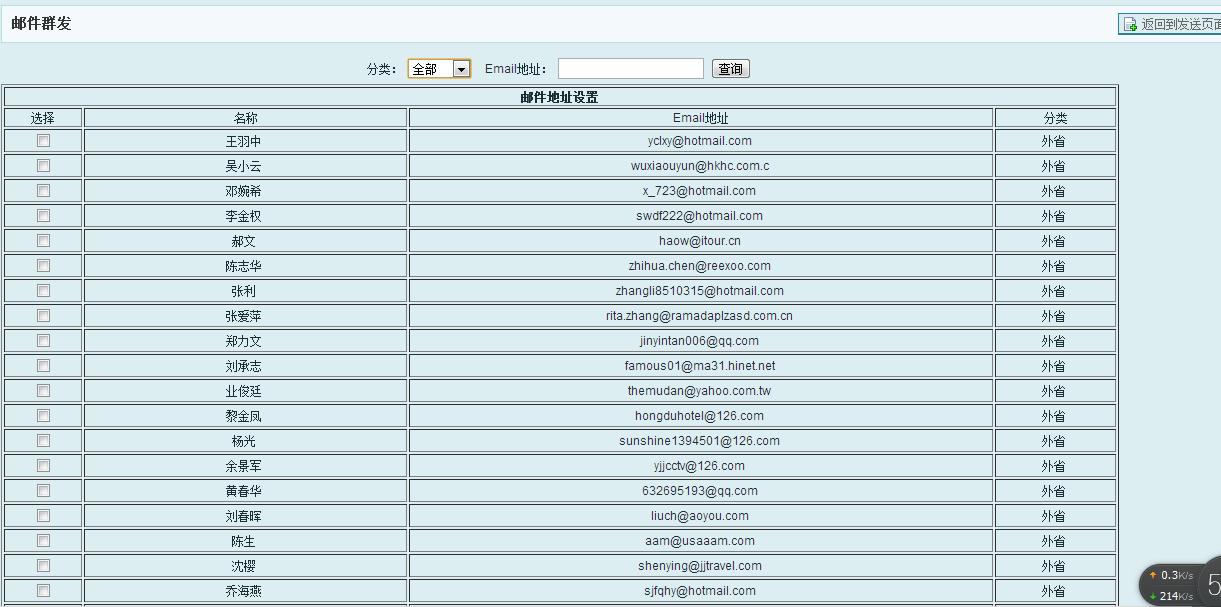 邮件群发
返回到发送页面
分类： 全部 Email地址： 查询
邮件地址设置
选择 名称 Email地址 分类
王羽中 yclxy@hotmail.com 外省
吴小云 wuxiaouyun@hkhc.com.c 外省
邓婉希 x_723@hotmail.com 外省
李金权 swdf222@hotmail.com 外省
郝文 haow@itour.cn 外省
陈志华 zhihua.chen@reexoo.com 外省
张利 zhangli8510315@hotmail.com 外省
张爱萍 rita.zhang@ramadaplzasd.com.cn 外省
郑力文 jinyintan006@qq.com 外省
刘承志 famous01@ma31.hinet.net 外省
业俊廷 themudan@yahoo.com.tw 外省
黎金凤 hongduhotel@126.com 外省
杨光 sunshine1394501@126.com 外省
余景军 yjjcctv@126.com 外省
黄春华 632695193@qq.com 外省
刘春晖 liuch@aoyou.com 外省
陈生 aam@usaaam.com 外省
沈樱 shenying@jjtravel.com 外省
乔海燕 sjfqhy@hotmail.com 外省
0.3K/s
214K/s
5